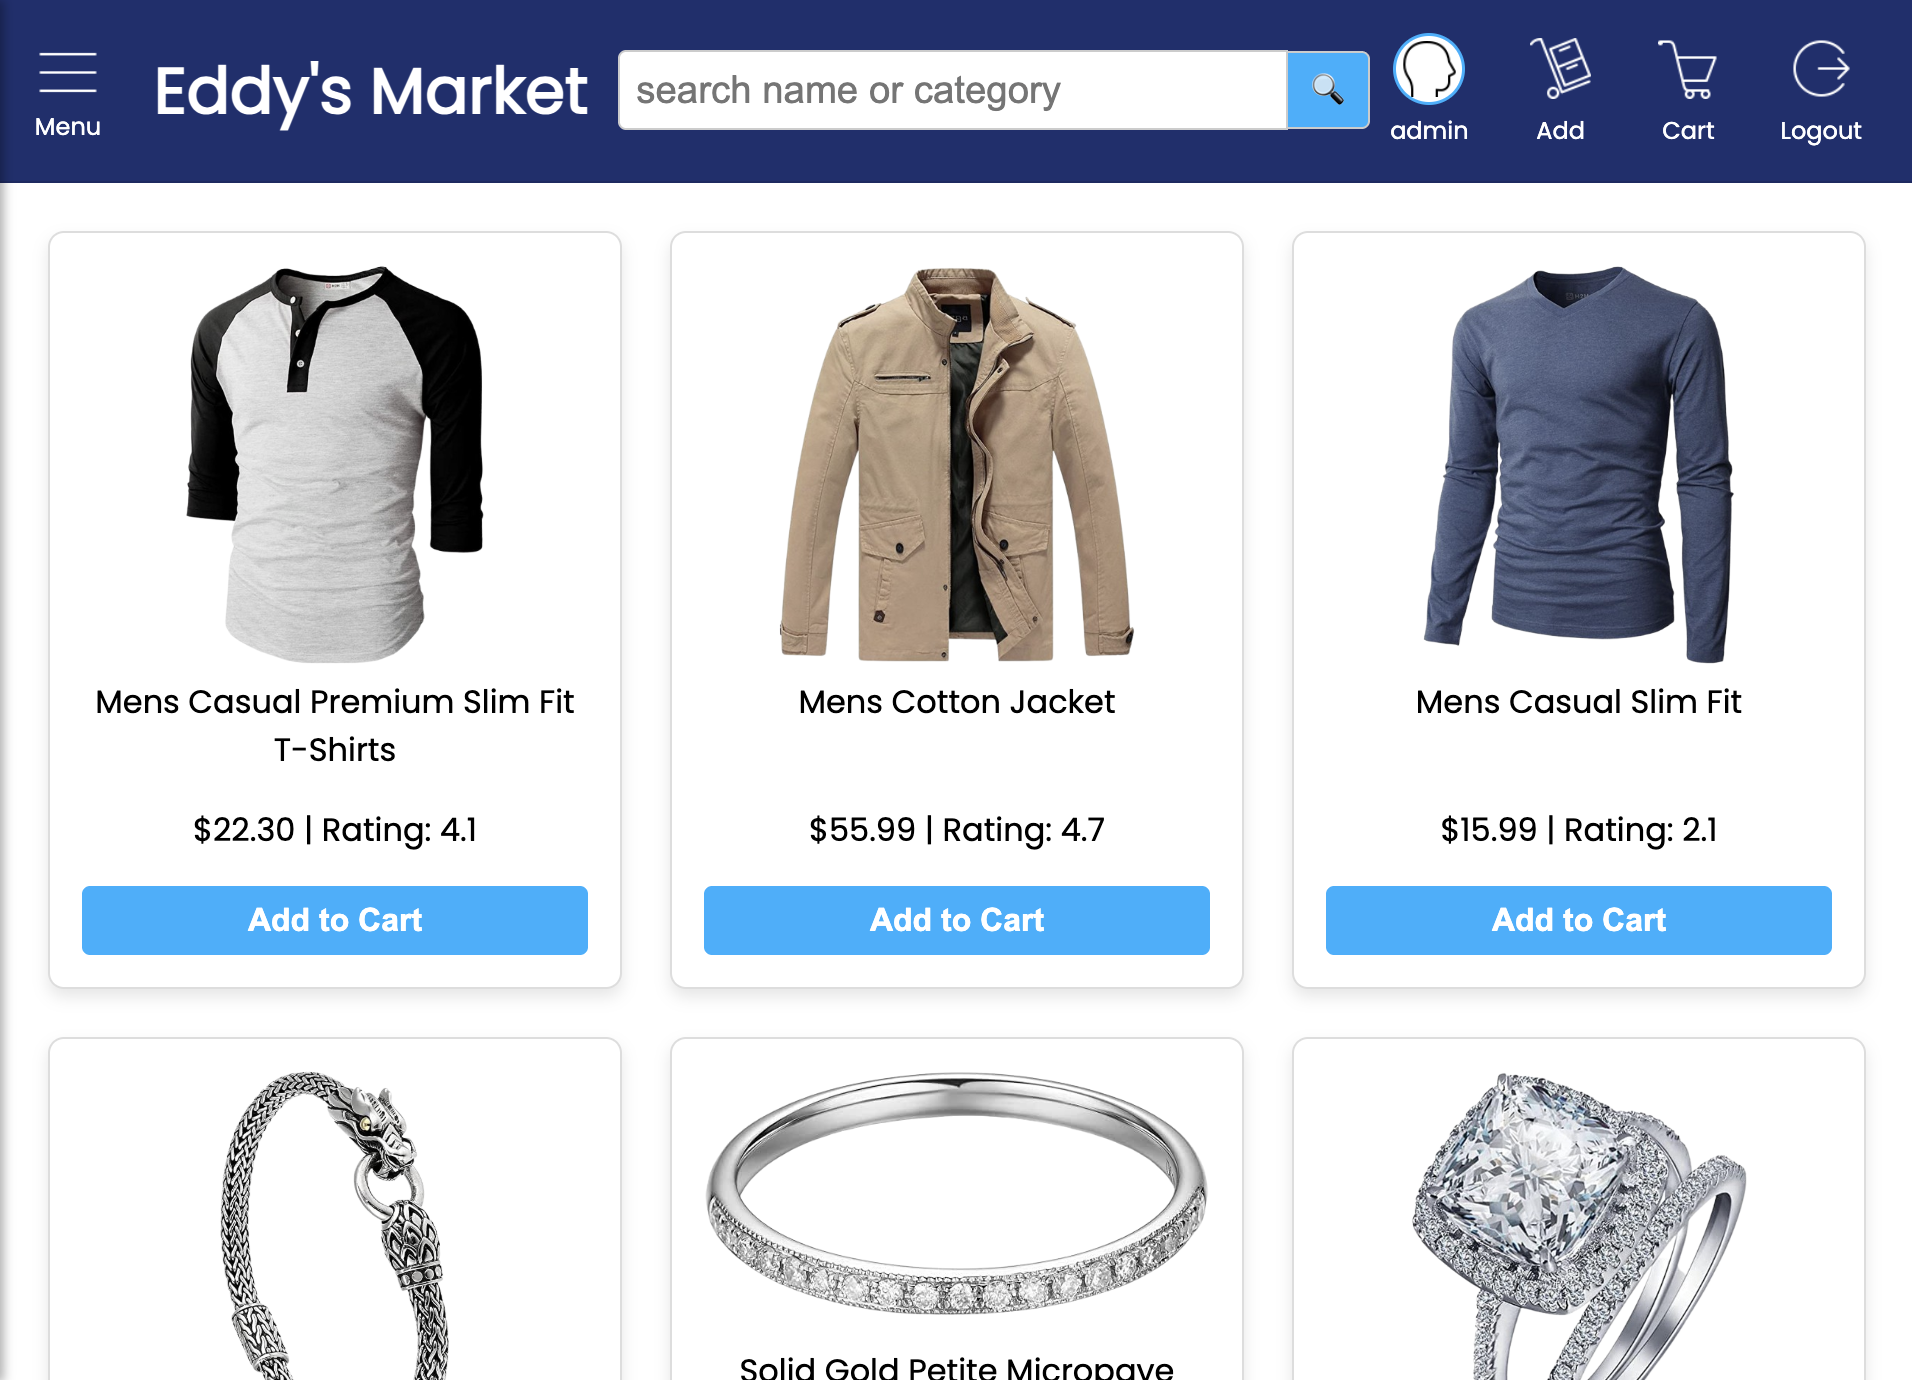 Menu
Eddy's Market
search name or category
admin
Add
Cart
Logout
Mens Casual Premium Slim Fit
T-Shirts
$22.30 | Rating: 4.1
Add to Cart
Mens Cotton Jacket
$55.99 | Rating: 4.7
Add to Cart
Mens Casual Slim Fit
$15.99 | Rating: 2.1
Add to Cart
Solid Gold Petite Micropave